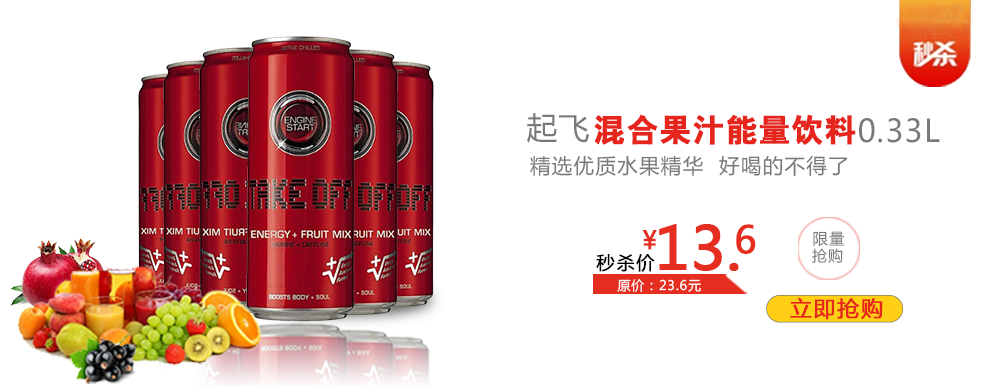 秒杀
起飞混合果汁能量饮料0.33L
精选优质水果精华 好喝的不得了
秒杀价¥13.6
原价：23.6元
限量
抢购
立即抢购
SERVE CHILLED
ENGINE
START
TAKE OFF
ENERGY + FRUIT MIX
TAURINE + CAFFEINE
BOOSTS BODY + SOUL